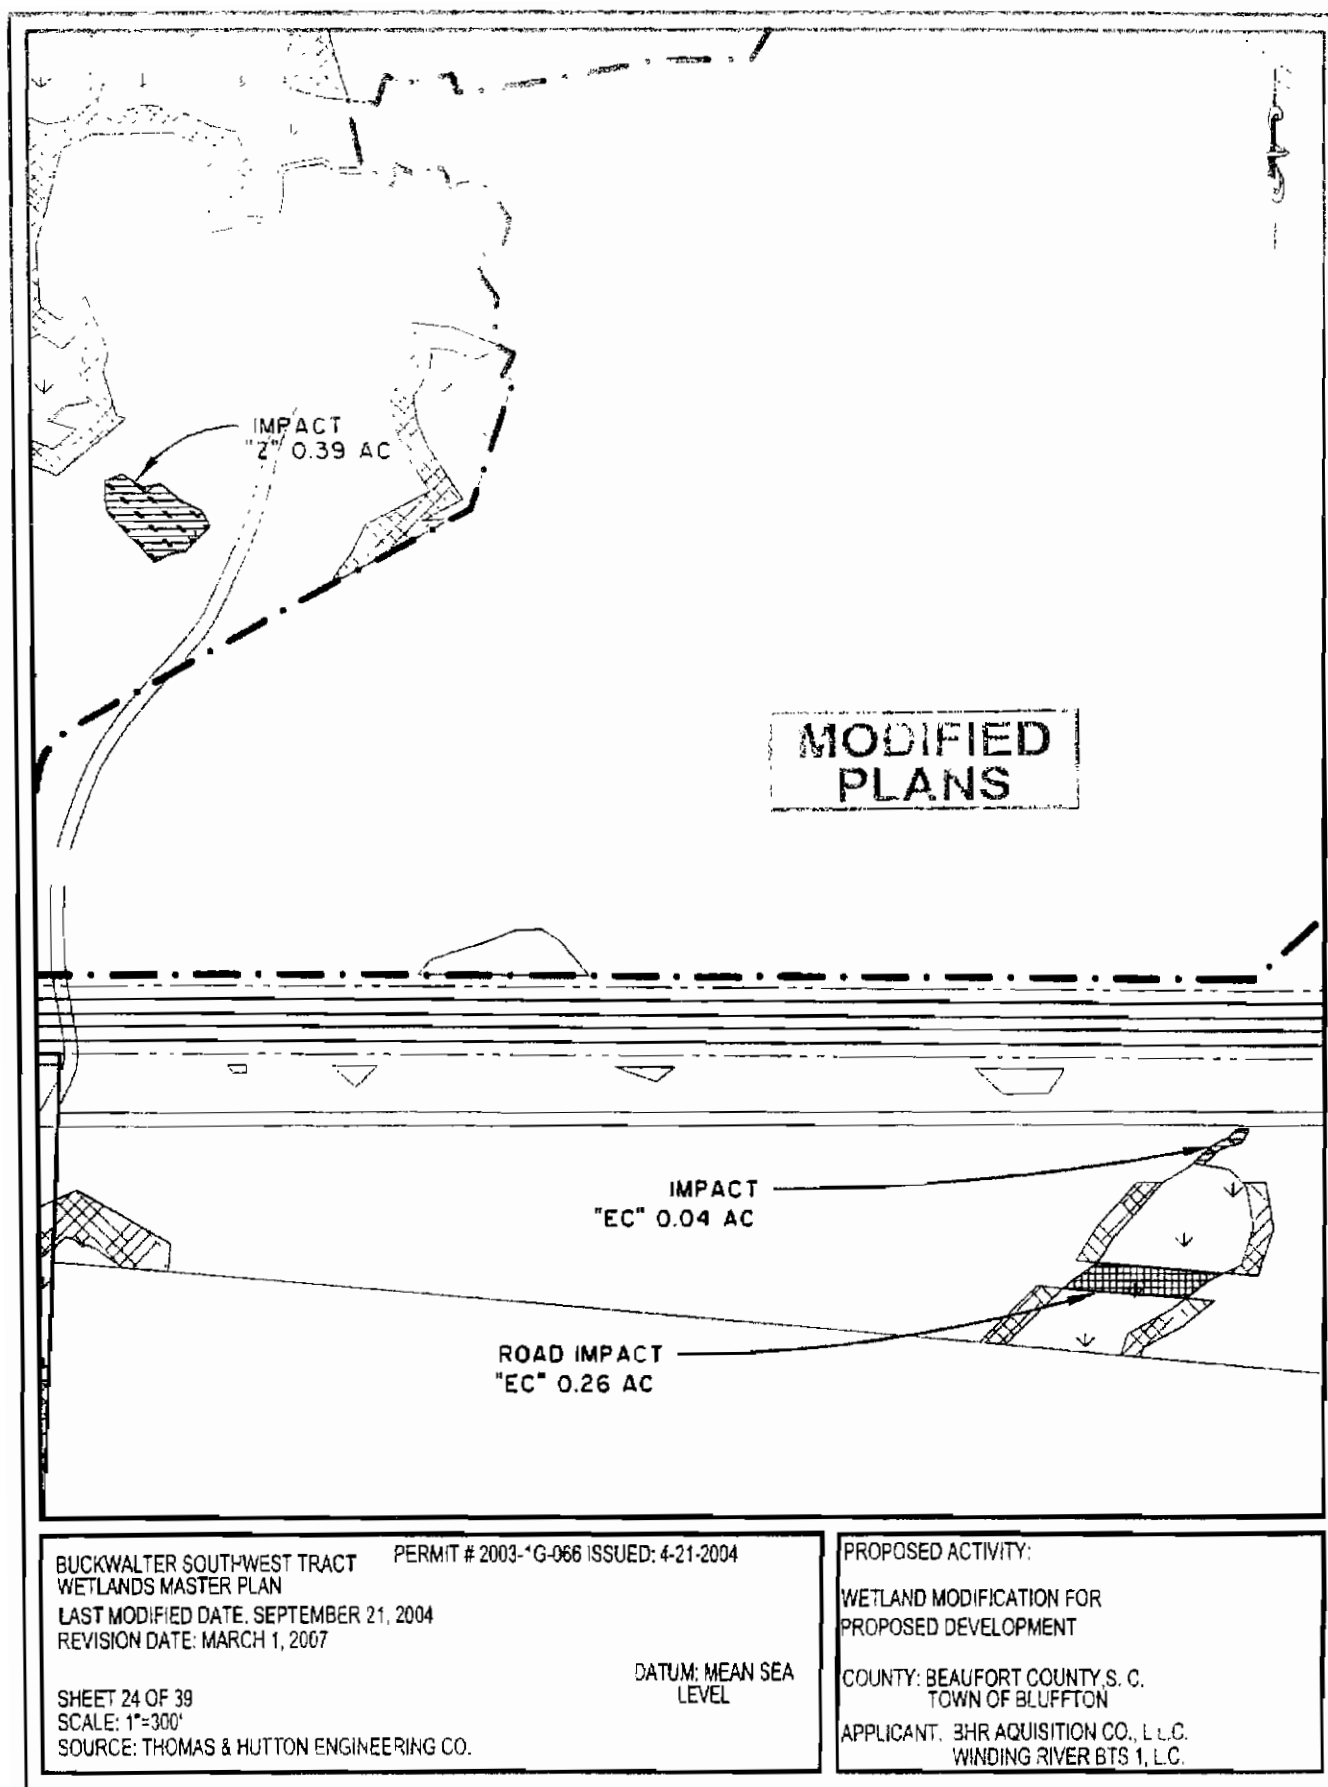 IMPACT
"Z" 0.39 AC
MODIFIED
PLANS
IMPACT
"EC" 0.04 AC
ROAD IMPACT
"EC" 0.26 AC
BUCKWALTER SOUTHWEST TRACT
WETLANDS MASTER PLAN
PERMIT # 2003-1G-066 ISSUED: 4-21-2004
LAST MODIFIED DATE. SEPTEMBER 21, 2004
REVISION DATE: MARCH 1, 2007
DATUM: MEAN SEA
LEVEL
SHEET 24 OF 39
SCALE: 1"=300'
SOURCE: THOMAS & HUTTON ENGINEERING CO.
PROPOSED ACTIVITY:
WETLAND MODIFICATION FOR
PROPOSED DEVELOPMENT
COUNTY: BEAUFORT COUNTY, S. C.
TOWN OF BLUFFTON
APPLICANT. BHR AQUISITION CO., L.L.C.
WINDING RIVER BTS 1, L.C.